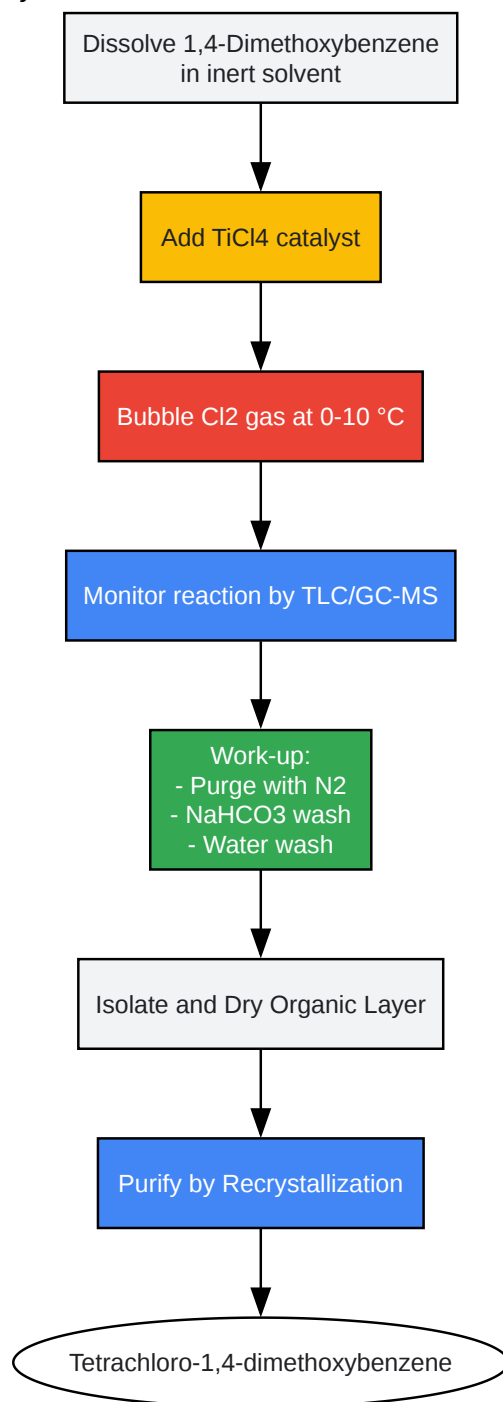 Dissolve 1,4-Dimethoxybenzene
in inert solvent
Add TiCl4 catalyst
Bubble Cl2 gas at 0-10 °C
Monitor reaction by TLC/GC-MS
Work-up:
- Purge with N2
- NaHCO3 wash
- Water wash
Isolate and Dry Organic Layer
Purify by Recrystallization
Tetrachloro-1,4-dimethoxybenzene